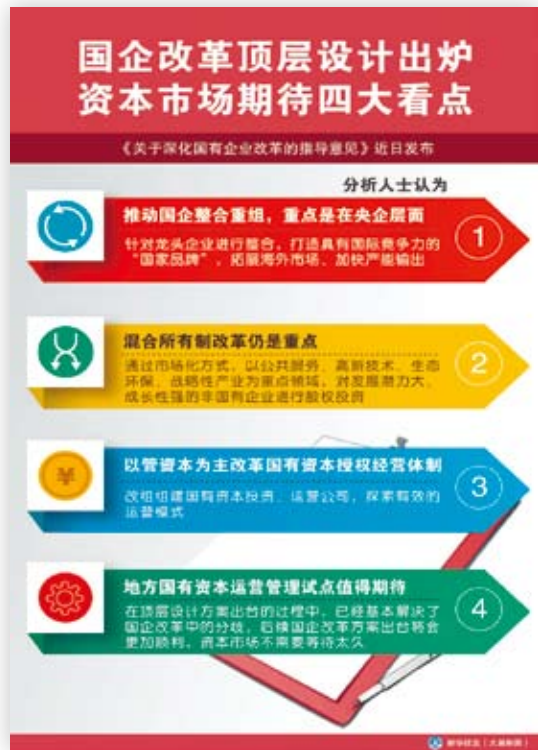 国企改革顶层设计出炉
资本市场期待四大看点
《关于深化国有企业改革的指导意见》近日发布
分析人士认为
推动国企整合重组，重点是在央企层面
针对龙头企业进行整合，打造具有国际竞争力的
“国家品牌”，拓展海外市场、加快产能输出
1
混合所有制改革仍是重点
通过市场化方式，以公共服务、高新技术、生态
环保、战略性产业为重点领域，对发展潜力大、
成长性强的非国有企业进行股权投资
2
¥
以管资本为主改革国有资本授权经营体制
改组组建国有资本投资、运营公司，探索有效的
运营模式
3
地方国有资本运营管理试点值得期待
在顶层设计方案出台的过程中，已经基本解决了
国企改革中的分歧，后续国企改革方案出台将会
更加顺利，资本市场不需要等待太久
4